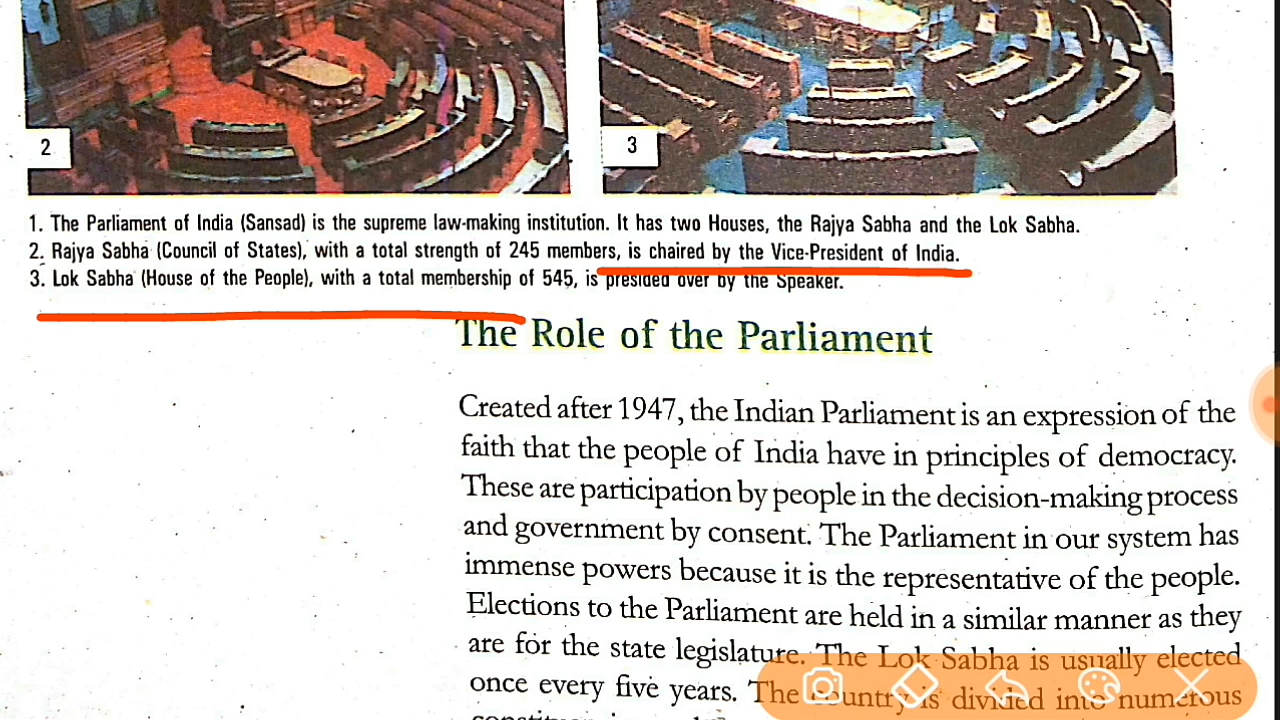 2
3
1. The Parliament of India (Sansad) is the supreme law-making institution. It has two Houses, the Rajya Sabha and the Lok Sabha.
2. Rajya Sabha (Council of States), with a total strength of 245 members, is chaired by the Vice-President of India.
3. Lok Sabha (House of the People), with a total membership of 545, is presided over by the Speaker.
The Role of the Parliament
Created after 1947, the Indian Parliament is an expression of the
faith that the people of India have in principles of democracy.
These are participation by people in the decision-making process
and government by consent. The Parliament in our system has
immense powers because it is the representative of the people.
Elections to the Parliament are held in a similar manner as they
are for the state legislature. The Lok Sabha is usually elected
once every five years. The country is divided into numerous